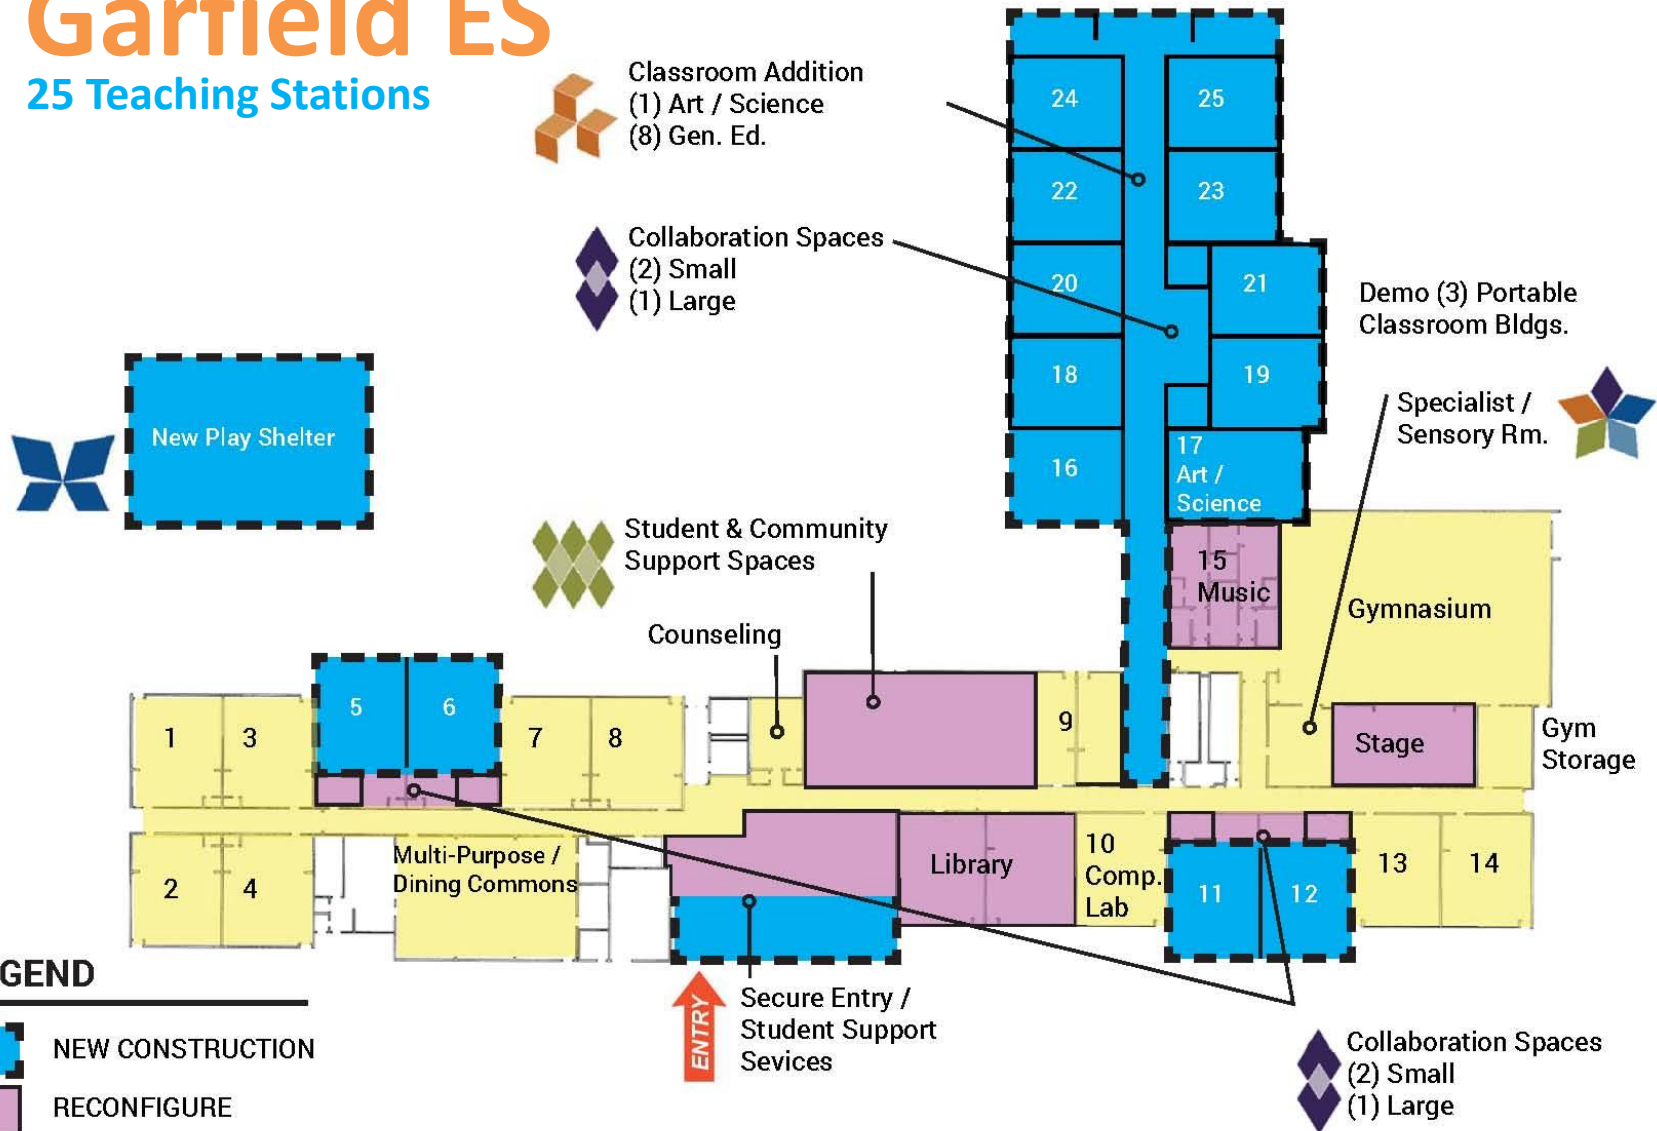 Garfield ES
25 Teaching Stations
Classroom Addition
(1) Art / Science
(8) Gen. Ed.
Collaboration Spaces
(2) Small
(1) Large
24
25
22
23
20
21
18
19
16
17
Art /
Science
Demo (3) Portable
Classroom Bldgs.
Specialist /
Sensory Rm.
New Play Shelter
Student & Community
Support Spaces
Counseling
15
Music
Gymnasium
1
3
5
6
7
8
9
Stage
Gym
Storage
2
4
Multi-Purpose /
Dining Commons
Library
10
Comp.
Lab
11
12
13
14
ENTRY
Secure Entry /
Student Support
Sevices
Collaboration Spaces
(2) Small
(1) Large
GEND
NEW CONSTRUCTION
RECONFIGURE